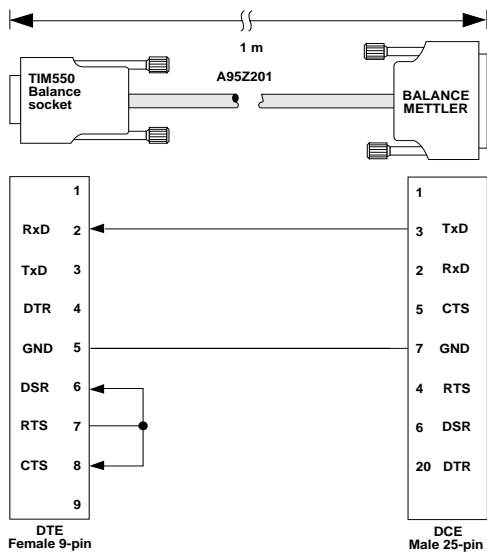 1 m
A95Z201
TIM550
Balance
socket
BALANCE
METTLER
1
RxD 2
TxD 3
DTR 4
GND 5
DSR 6
RTS 7
CTS 8
9
DTE
Female 9-pin
1
3 TxD
2 RxD
5 CTS
7 GND
4 RTS
6 DSR
20 DTR
DCE
Male 25-pin